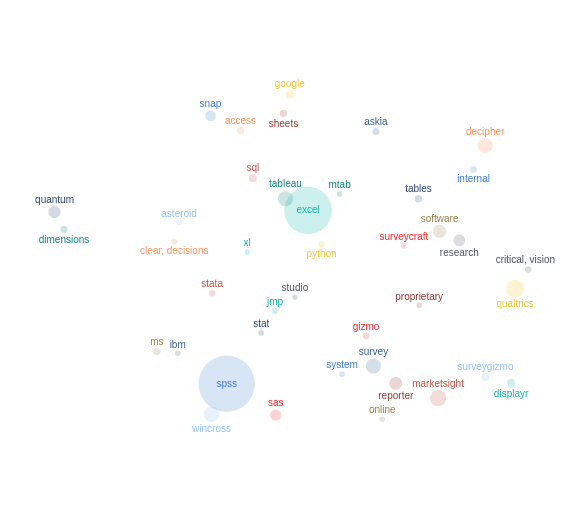 google
snap
access
sheets
askia
decipher
sql
internal
tableau
mtab
tables
quantum
excel
asteroid
software
dimensions
surveycraft
xl
clear, decisions
python
research
critical, vision
stata
studio
proprietary
qualtrics
jmp
stat
gizmo
ms
ibm
survey
system
surveygizmo
spss
marketsight
displayr
reporter
sas
online
wincross